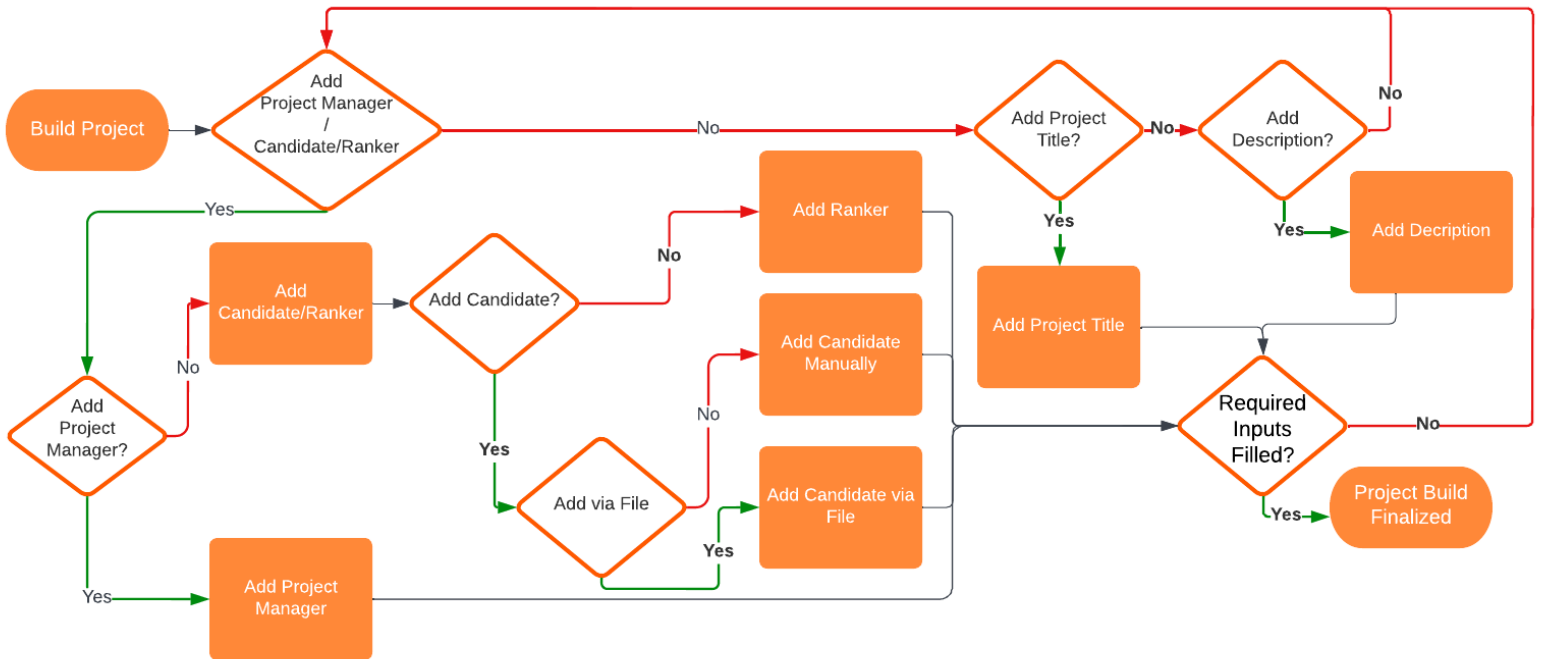 Build Project
Add
Project Manager
/
Candidate/Ranker
No
Add Project
Title?
No
Add
Description?
No
Yes
Yes
Yes
Add Ranker
Add Decription
No
Add
Candidate/Ranker
Add Candidate?
Add Project Title
Add Candidate
Manually
No
No
Add
Project
Manager?
Yes
Required
Inputs
Filled?
No
Add via File
Add Candidate via
File
Yes
Yes
Project Build
Finalized
Yes
Add Project
Manager